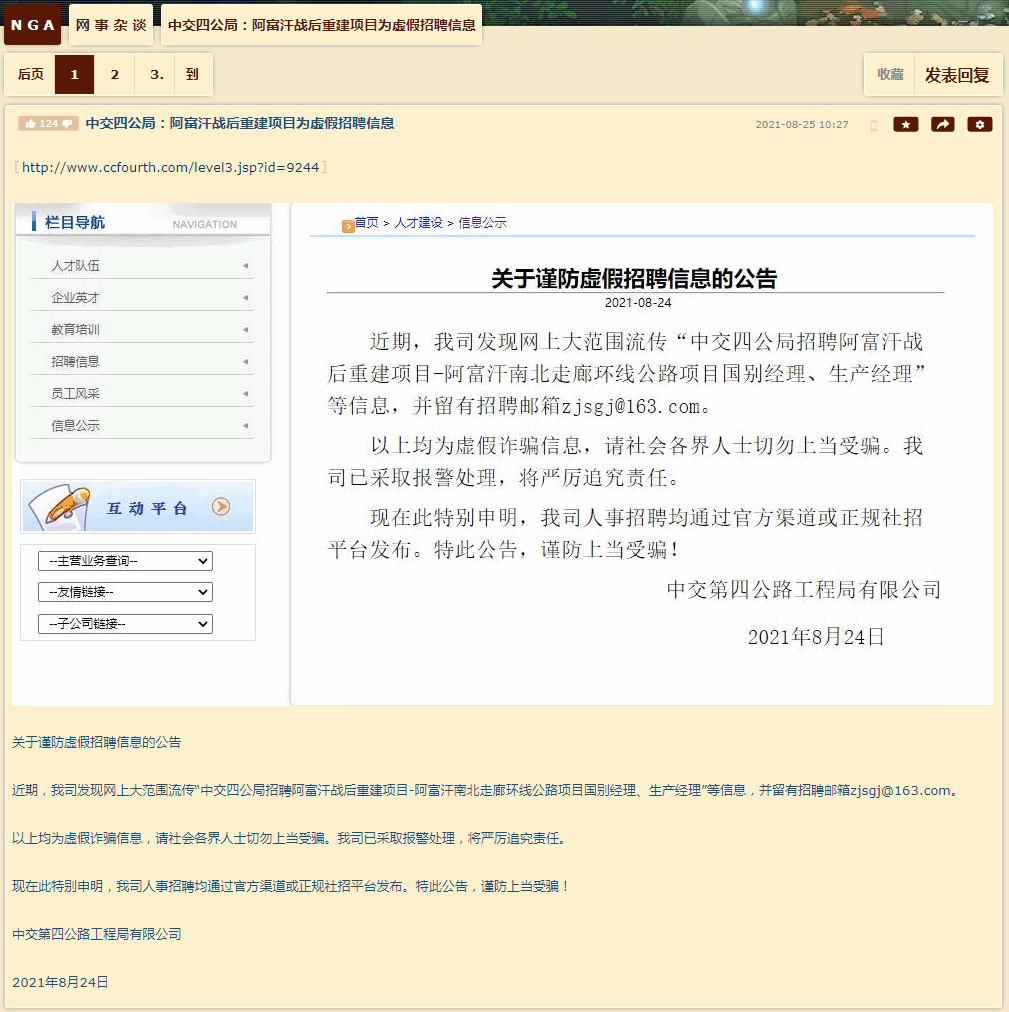 NGA
网事杂谈
中交四公局：阿富汗战后重建项目为虚假招聘信息
后页
1
2
3.
到
收藏
发表回复
124
中交四公局：阿富汗战后重建项目为虚假招聘信息
2021-08-25 10:27
[http://www.ccfourth.com/level3.jsp?id=9244]
栏目导航
NAVIGATION
人才队伍
企业英才
教育培训
招聘信息
员工风采
信息公示
互动平台
--主营业务查询--
--友情链接--
--子公司链接--
首页 > 人才建设 > 信息公示
关于谨防虚假招聘信息的公告
2021-08-24
近期，我司发现网上大范围流传“中交四公局招聘阿富汗战
后重建项目-阿富汗南北走廊环线公路项目国别经理、生产经理”
等信息，并留有招聘邮箱zjsgj@163.com。
以上均为虚假诈骗信息，请社会各界人士切勿上当受骗。我
司已采取报警处理，将严厉追究责任。
现在此特别申明，我司人事招聘均通过官方渠道或正规社招
平台发布。特此公告，谨防上当受骗！
中交第四公路工程局有限公司
2021年8月24日
关于谨防虚假招聘信息的公告
近期，我司发现网上大范围流传“中交四公局招聘阿富汗战后重建项目-阿富汗南北走廊环线公路项目国别经理、生产经理”等信息，并留有招聘邮箱zjsgj@163.com。
以上均为虚假诈骗信息，请社会各界人士切勿上当受骗。我司已采取报警处理，将严厉追究责任。
现在此特别申明，我司人事招聘均通过官方渠道或正规社招平台发布。特此公告，谨防上当受骗！
中交第四公路工程局有限公司
2021年8月24日